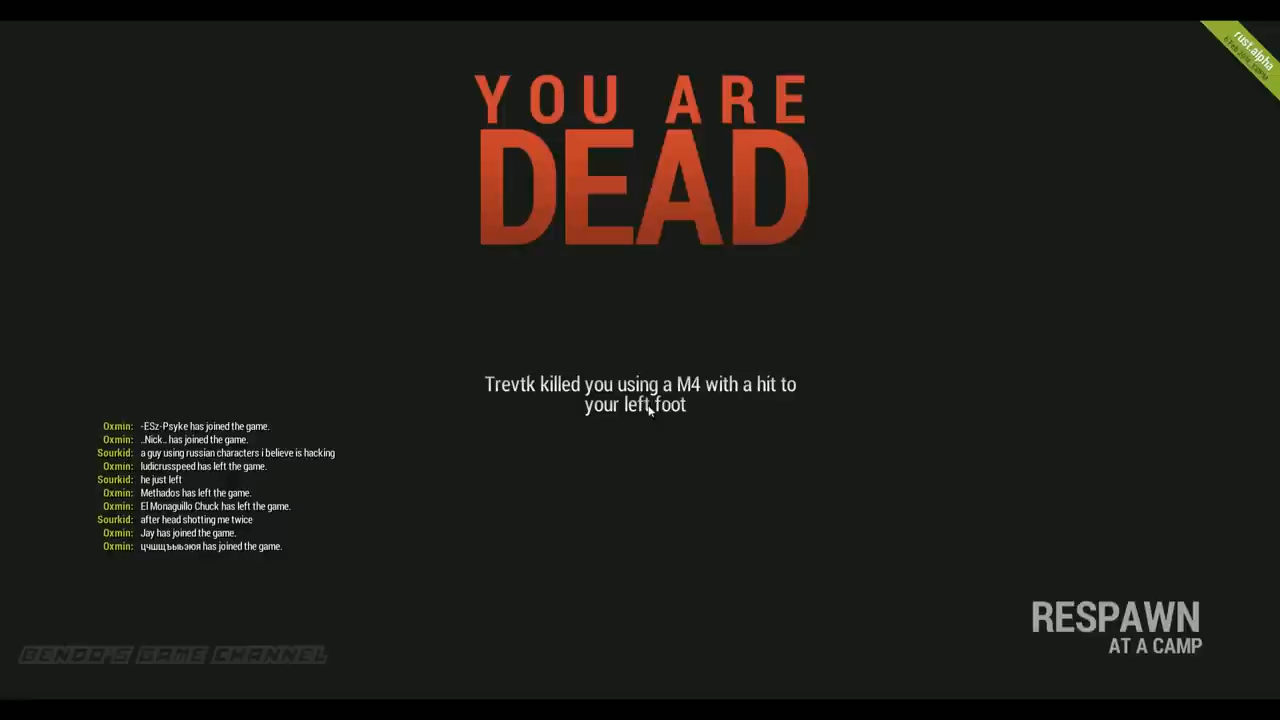 rust.alpha
YOU ARE
DEAD
Trevtk killed you using a M4 with a hit to
your left foot
Oxmin: -ESz-Psyke has joined the game.
Oxmin: ..Nick.. has joined the game.
Sourkid: a guy using russian characters i believe is hacking
Oxmin: ludicrusspeed has left the game.
Sourkid: he just left
Oxmin: Methados has left the game.
Oxmin: El Monaguillo Chuck has left the game.
Sourkid: after head shotting me twice
Oxmin: Jay has joined the game.
Oxmin: цчшщъыьэюя has joined the game.
RESPAWN
AT A CAMP
BENDO'S GAME CHANNEL